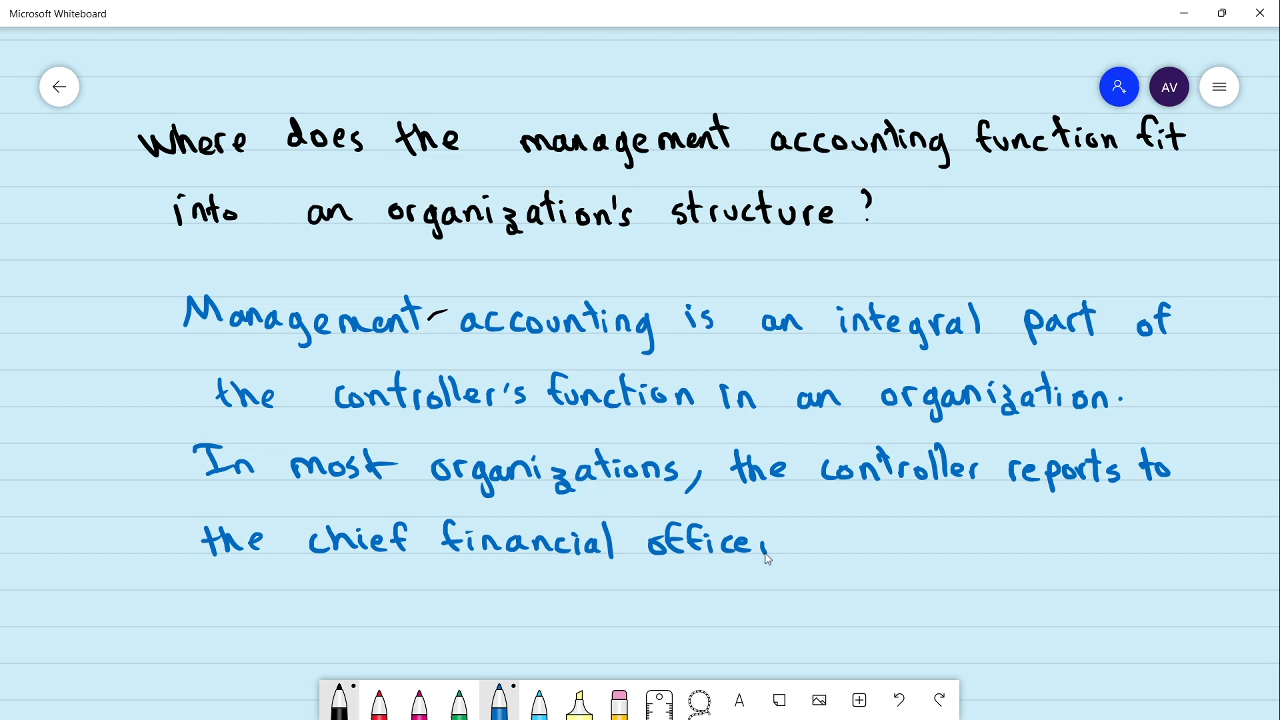 Microsoft Whiteboard
AV
Where does the management accounting function fit
into an organization's structure?
Management-accounting is an integral part of
the controller's function in an organization.
In most organizations, the controller reports to
the chief financial office
A